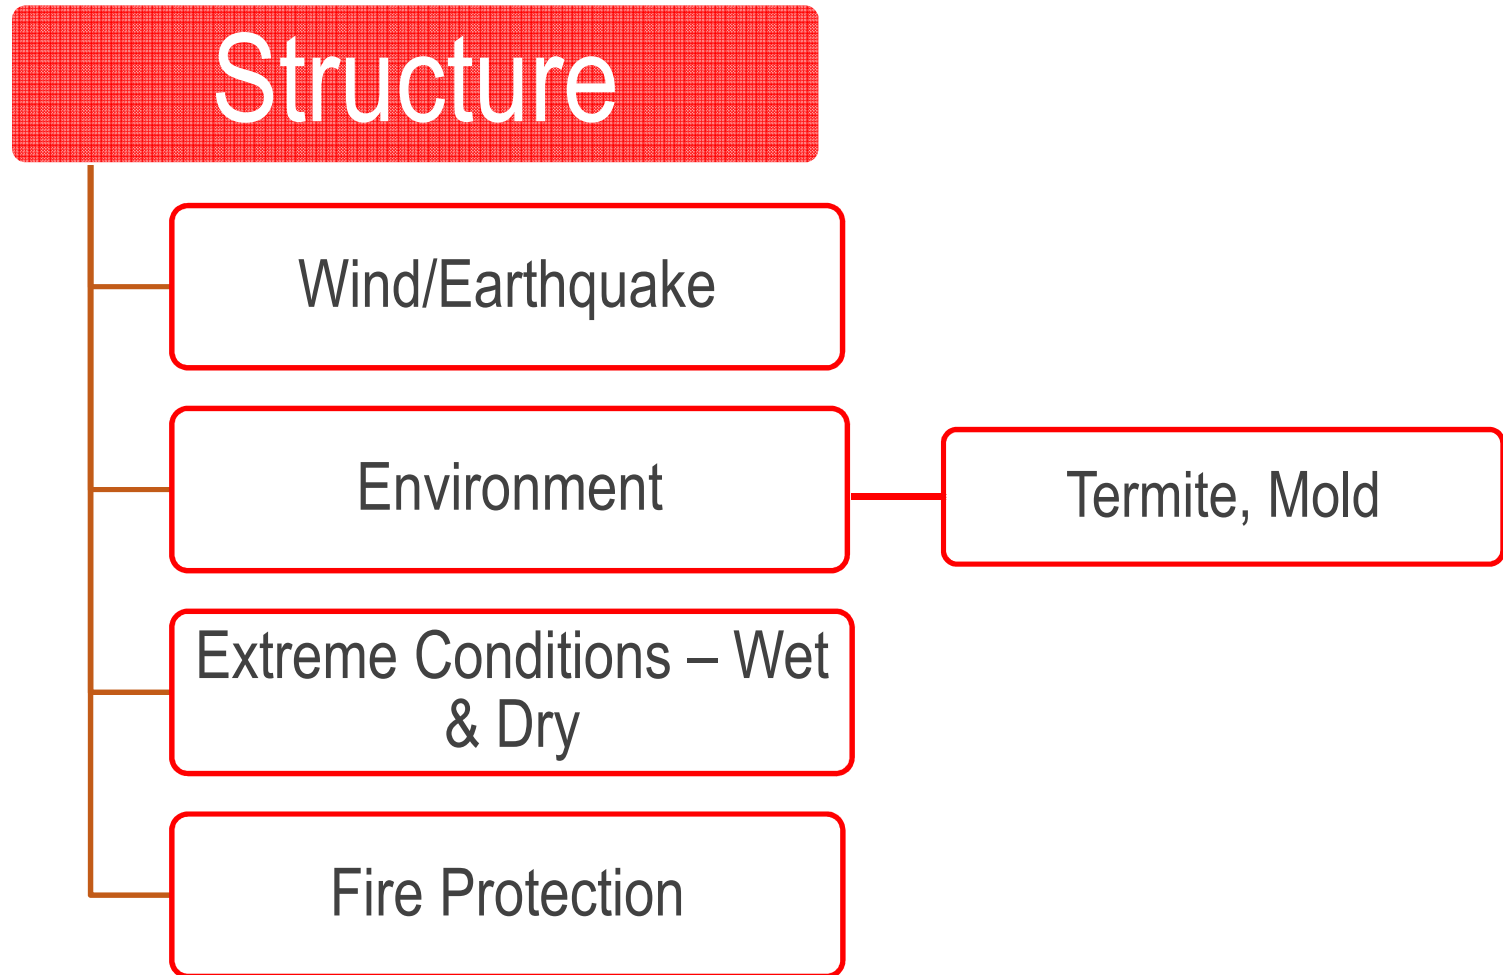 Structure
Wind/Earthquake
Environment
Termite, Mold
Extreme Conditions – Wet
& Dry
Fire Protection